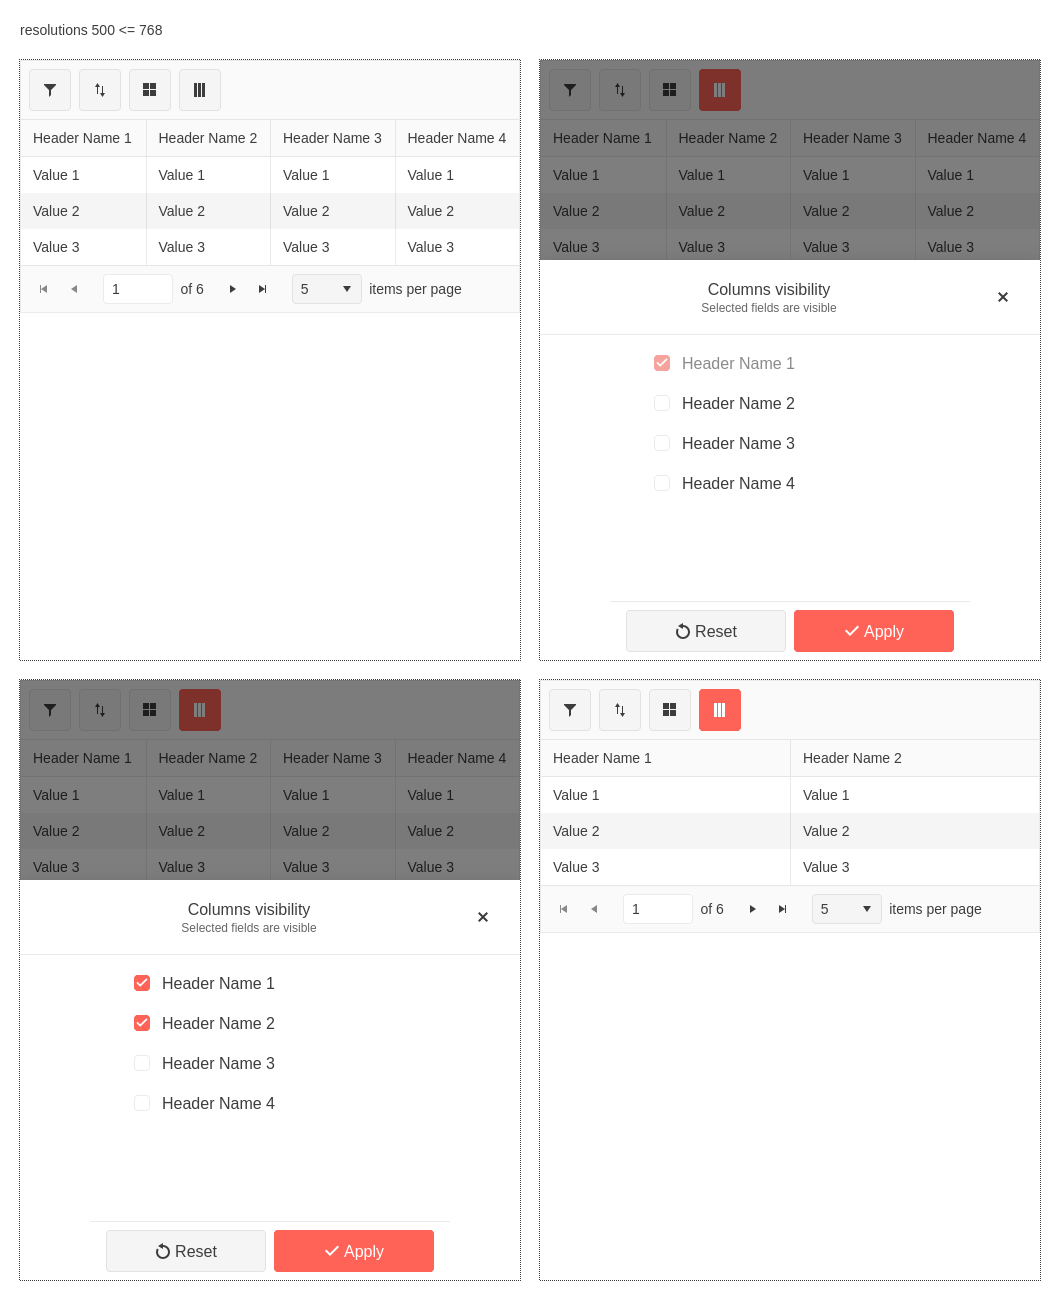 resolutions 500 <= 768
Header Name 1 Header Name 2 Header Name 3 Header Name 4
Value 1 Value 1 Value 1 Value 1
Value 2 Value 2 Value 2 Value 2
Value 3 Value 3 Value 3 Value 3
1 of 6 5 items per page
Header Name 1 Header Name 2 Header Name 3 Header Name 4
Value 1 Value 1 Value 1 Value 1
Value 2 Value 2 Value 2 Value 2
Value 3 Value 3 Value 3 Value 3
Columns visibility
Selected fields are visible
Header Name 1
Header Name 2
Header Name 3
Header Name 4
Reset Apply
Header Name 1 Header Name 2 Header Name 3 Header Name 4
Value 1 Value 1 Value 1 Value 1
Value 2 Value 2 Value 2 Value 2
Value 3 Value 3 Value 3 Value 3
Columns visibility
Selected fields are visible
Header Name 1
Header Name 2
Header Name 3
Header Name 4
Reset Apply
Header Name 1 Header Name 2
Value 1 Value 1
Value 2 Value 2
Value 3 Value 3
1 of 6 5 items per page